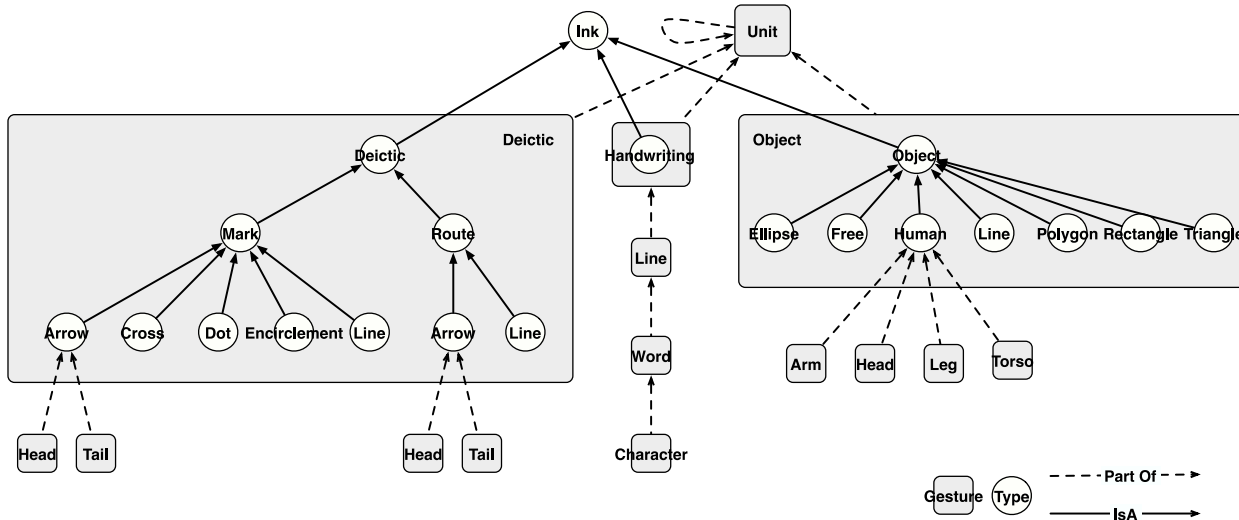 Ink
Unit
Deictic
Object
Deictic
Handwriting
Object
Mark
Route
Ellipse
Free
Human
Line
Polygon
Rectangle
Triangle
Line
Arrow
Cross
Dot
Encirclement
Line
Arrow
Line
Word
Arm
Head
Leg
Torso
Head
Tail
Head
Tail
Character
Gesture
Type
Part Of
IsA